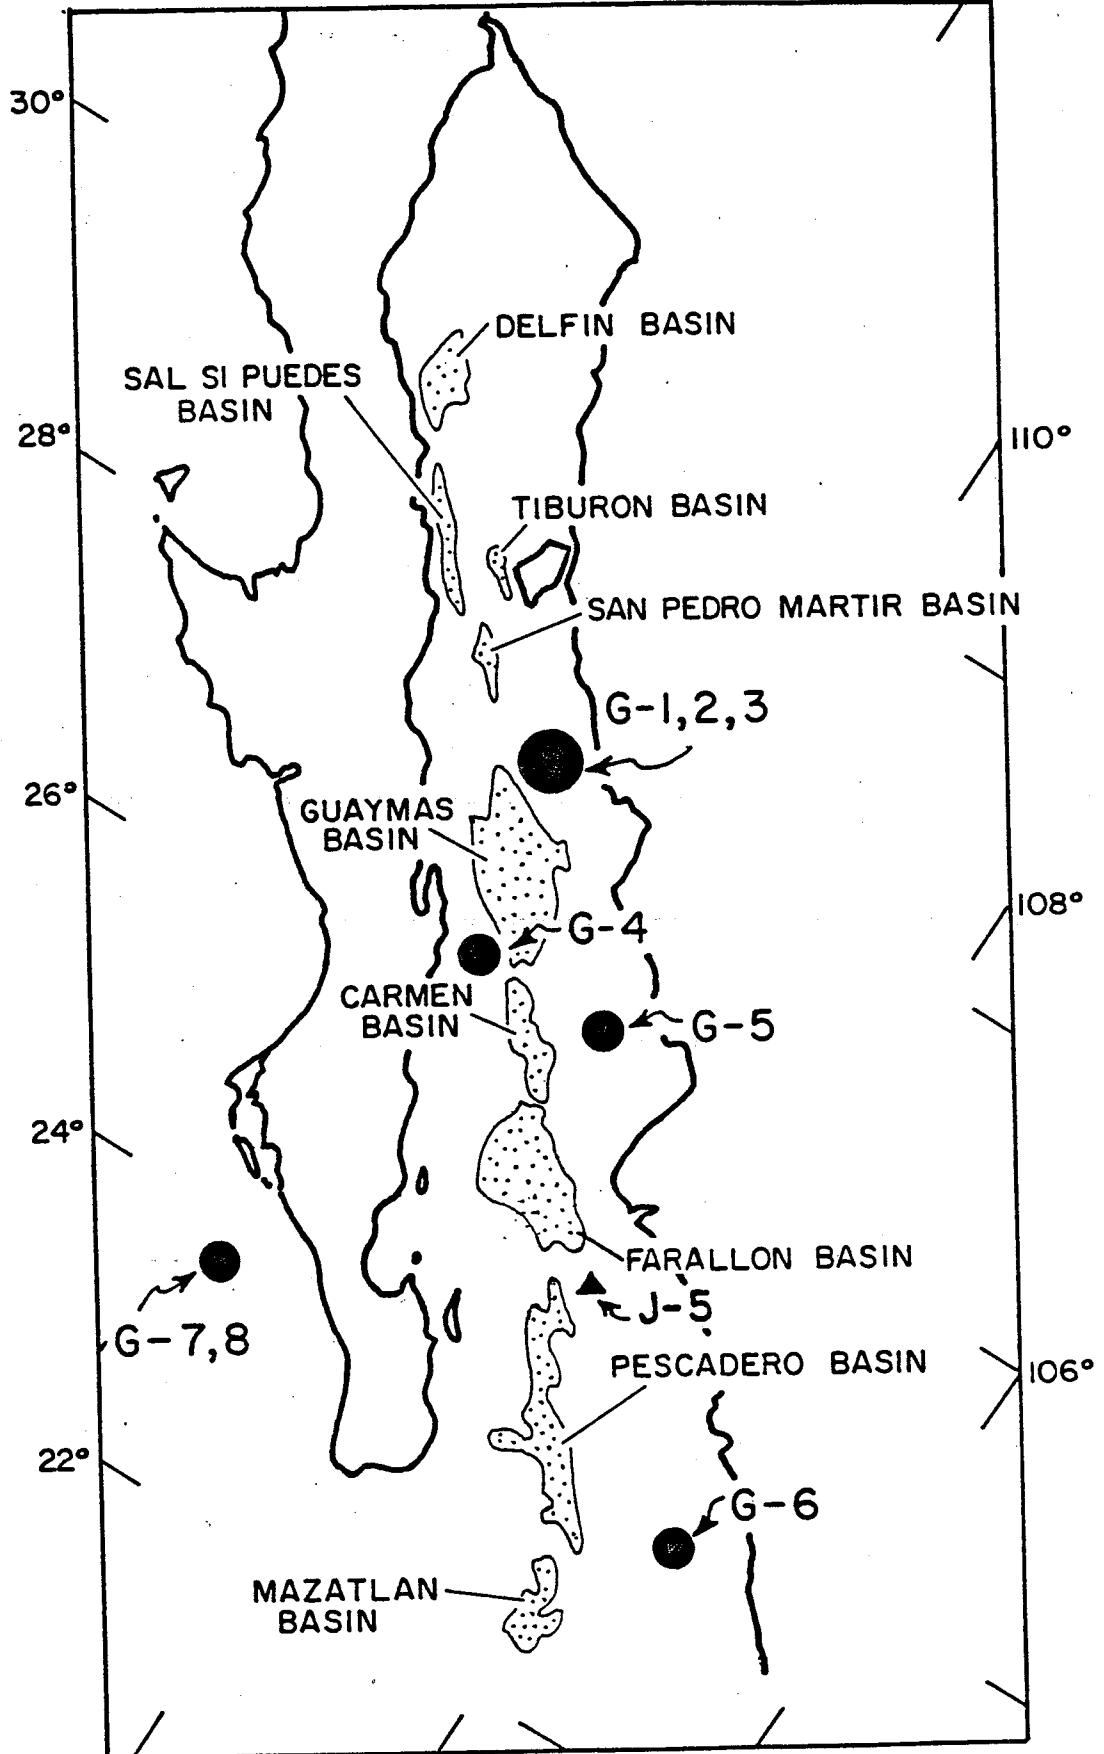 30°
DELFIN BASIN
SAL SI PUEDES
BASIN
28°
110°
TIBURON BASIN
SAN PEDRO MARTIR BASIN
G-1,2,3
26°
GUAYMAS
BASIN
108°
G-4
CARMEN
BASIN
G-5
24°
FARALLON BASIN
J-5
G-7,8
PESCADERO BASIN
106°
22°
G-6
MAZATLAN
BASIN